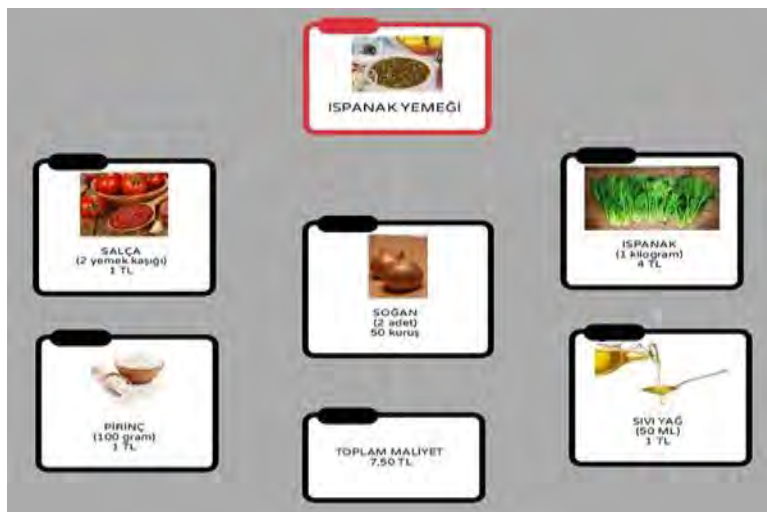 ISPANAK YEMEĞİ
SALÇA
(2 yemek kaşığı)
1 TL
SOĞAN
(2 adet)
50 kuruş
ISPANAK
(1 kilogram)
4 TL
PİRİNÇ
(100 gram)
1 TL
SIVI YAĞ
(50 ML)
1 TL
TOPLAM MALİYET
7,50 TL